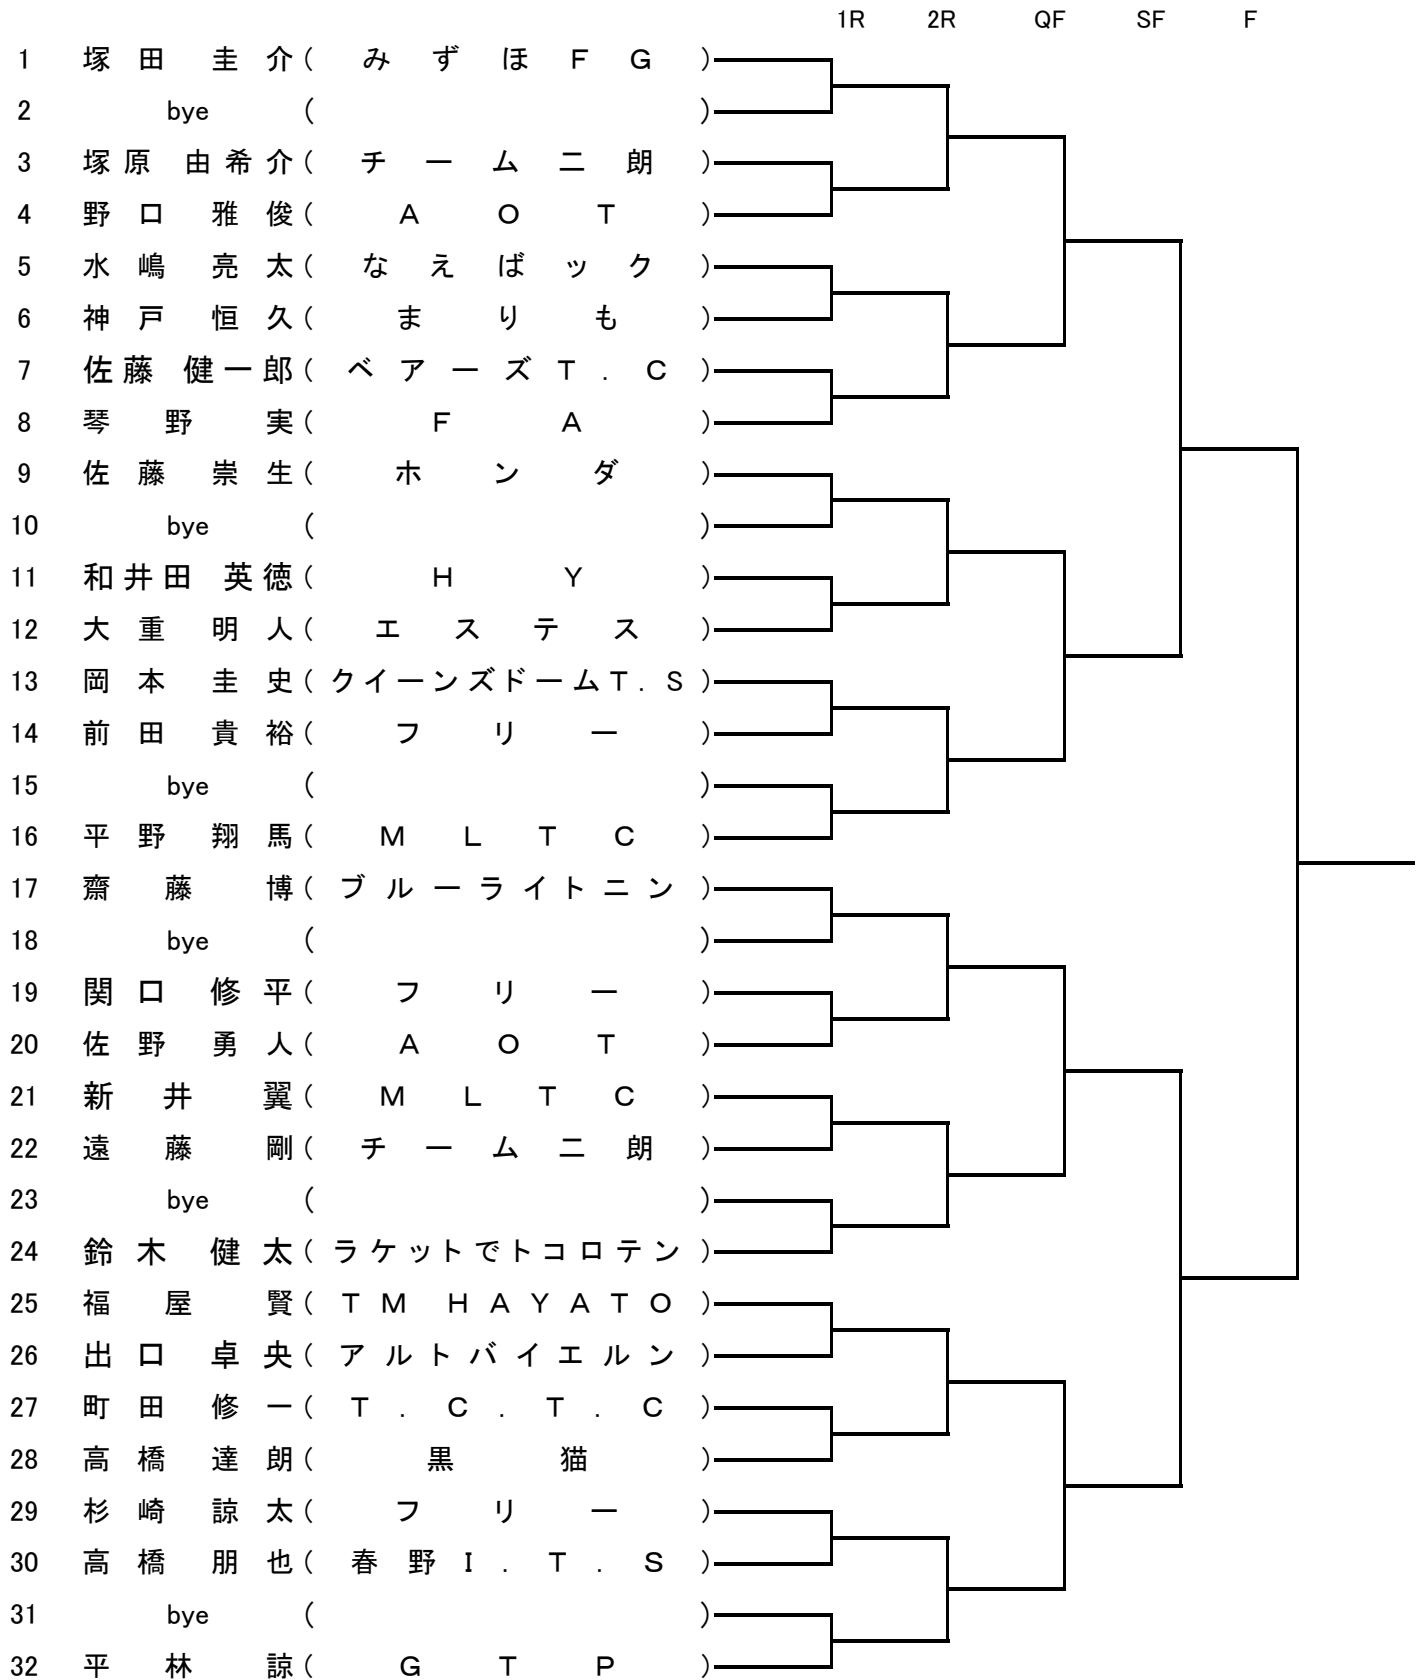 1R 2R QF SF F
1 塚田 圭介(みずほFG)
2 bye ( )
3 塚原 由希介(チーム二朗)
4 野口 雅俊(AOT)
5 水嶋 亮太(なえばック)
6 神戸 恒久(まりも)
7 佐藤 健一郎(ベアーズT.C)
8 琴野 実(FA)
9 佐藤 崇生(ホンダ)
10 bye ( )
11 和井田 英徳(HY)
12 大重 明人(エステス)
13 岡本 圭史(クイーンズドームT.S)
14 前田 貴裕(フリー)
15 bye ( )
16 平野 翔馬(MLTC)
17 齋藤 博(ブルーライトニン)
18 bye ( )
19 関口 修平(フリー)
20 佐野 勇人(AOT)
21 新井 翼(MLTC)
22 遠藤 剛(チーム二朗)
23 bye ( )
24 鈴木 健太(ラケットでトコロテン)
25 福屋 賢(TM HAYATO)
26 出口 卓央(アルトバイエルン)
27 町田 修一(T.C.T.C)
28 高橋 達朗(黒猫)
29 杉崎 諒太(フリー)
30 高橋 朋也(春野I.T.S)
31 bye ( )
32 平林 諒(GTP)